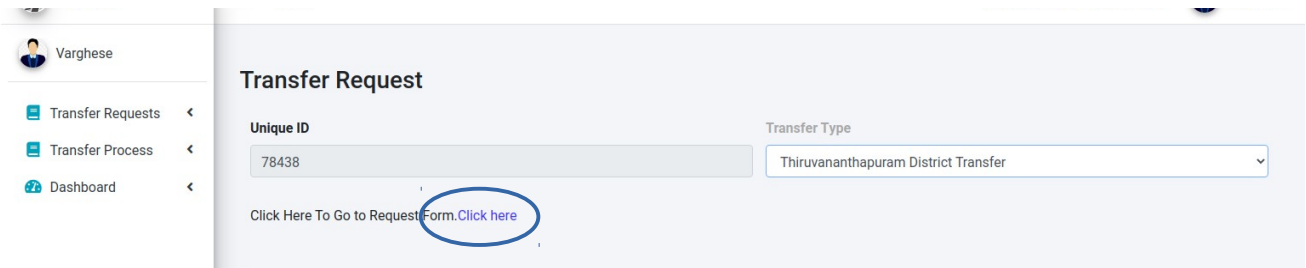 Varghese
Transfer Requests
Transfer Process
Dashboard
Transfer Request
Unique ID
78438
Transfer Type
Thiruvananthapuram District Transfer
Click Here To Go to Request Form.Click here